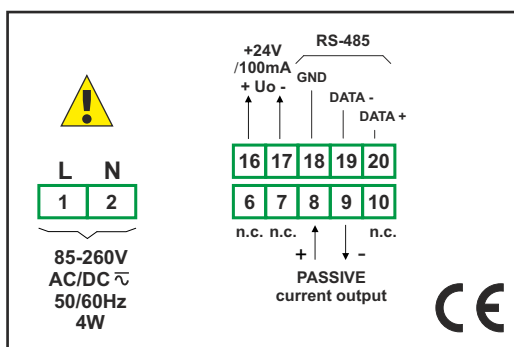 +24V
/100mA
+ Uo -
RS-485
GND
DATA -
DATA +
L N
1 2
16 17 18 19 20
6 7 8 9 10
n.c. n.c. n.c.
+ -
PASSIVE
current output
85-260V
AC/DC ⎓
50/60Hz
4W
CE